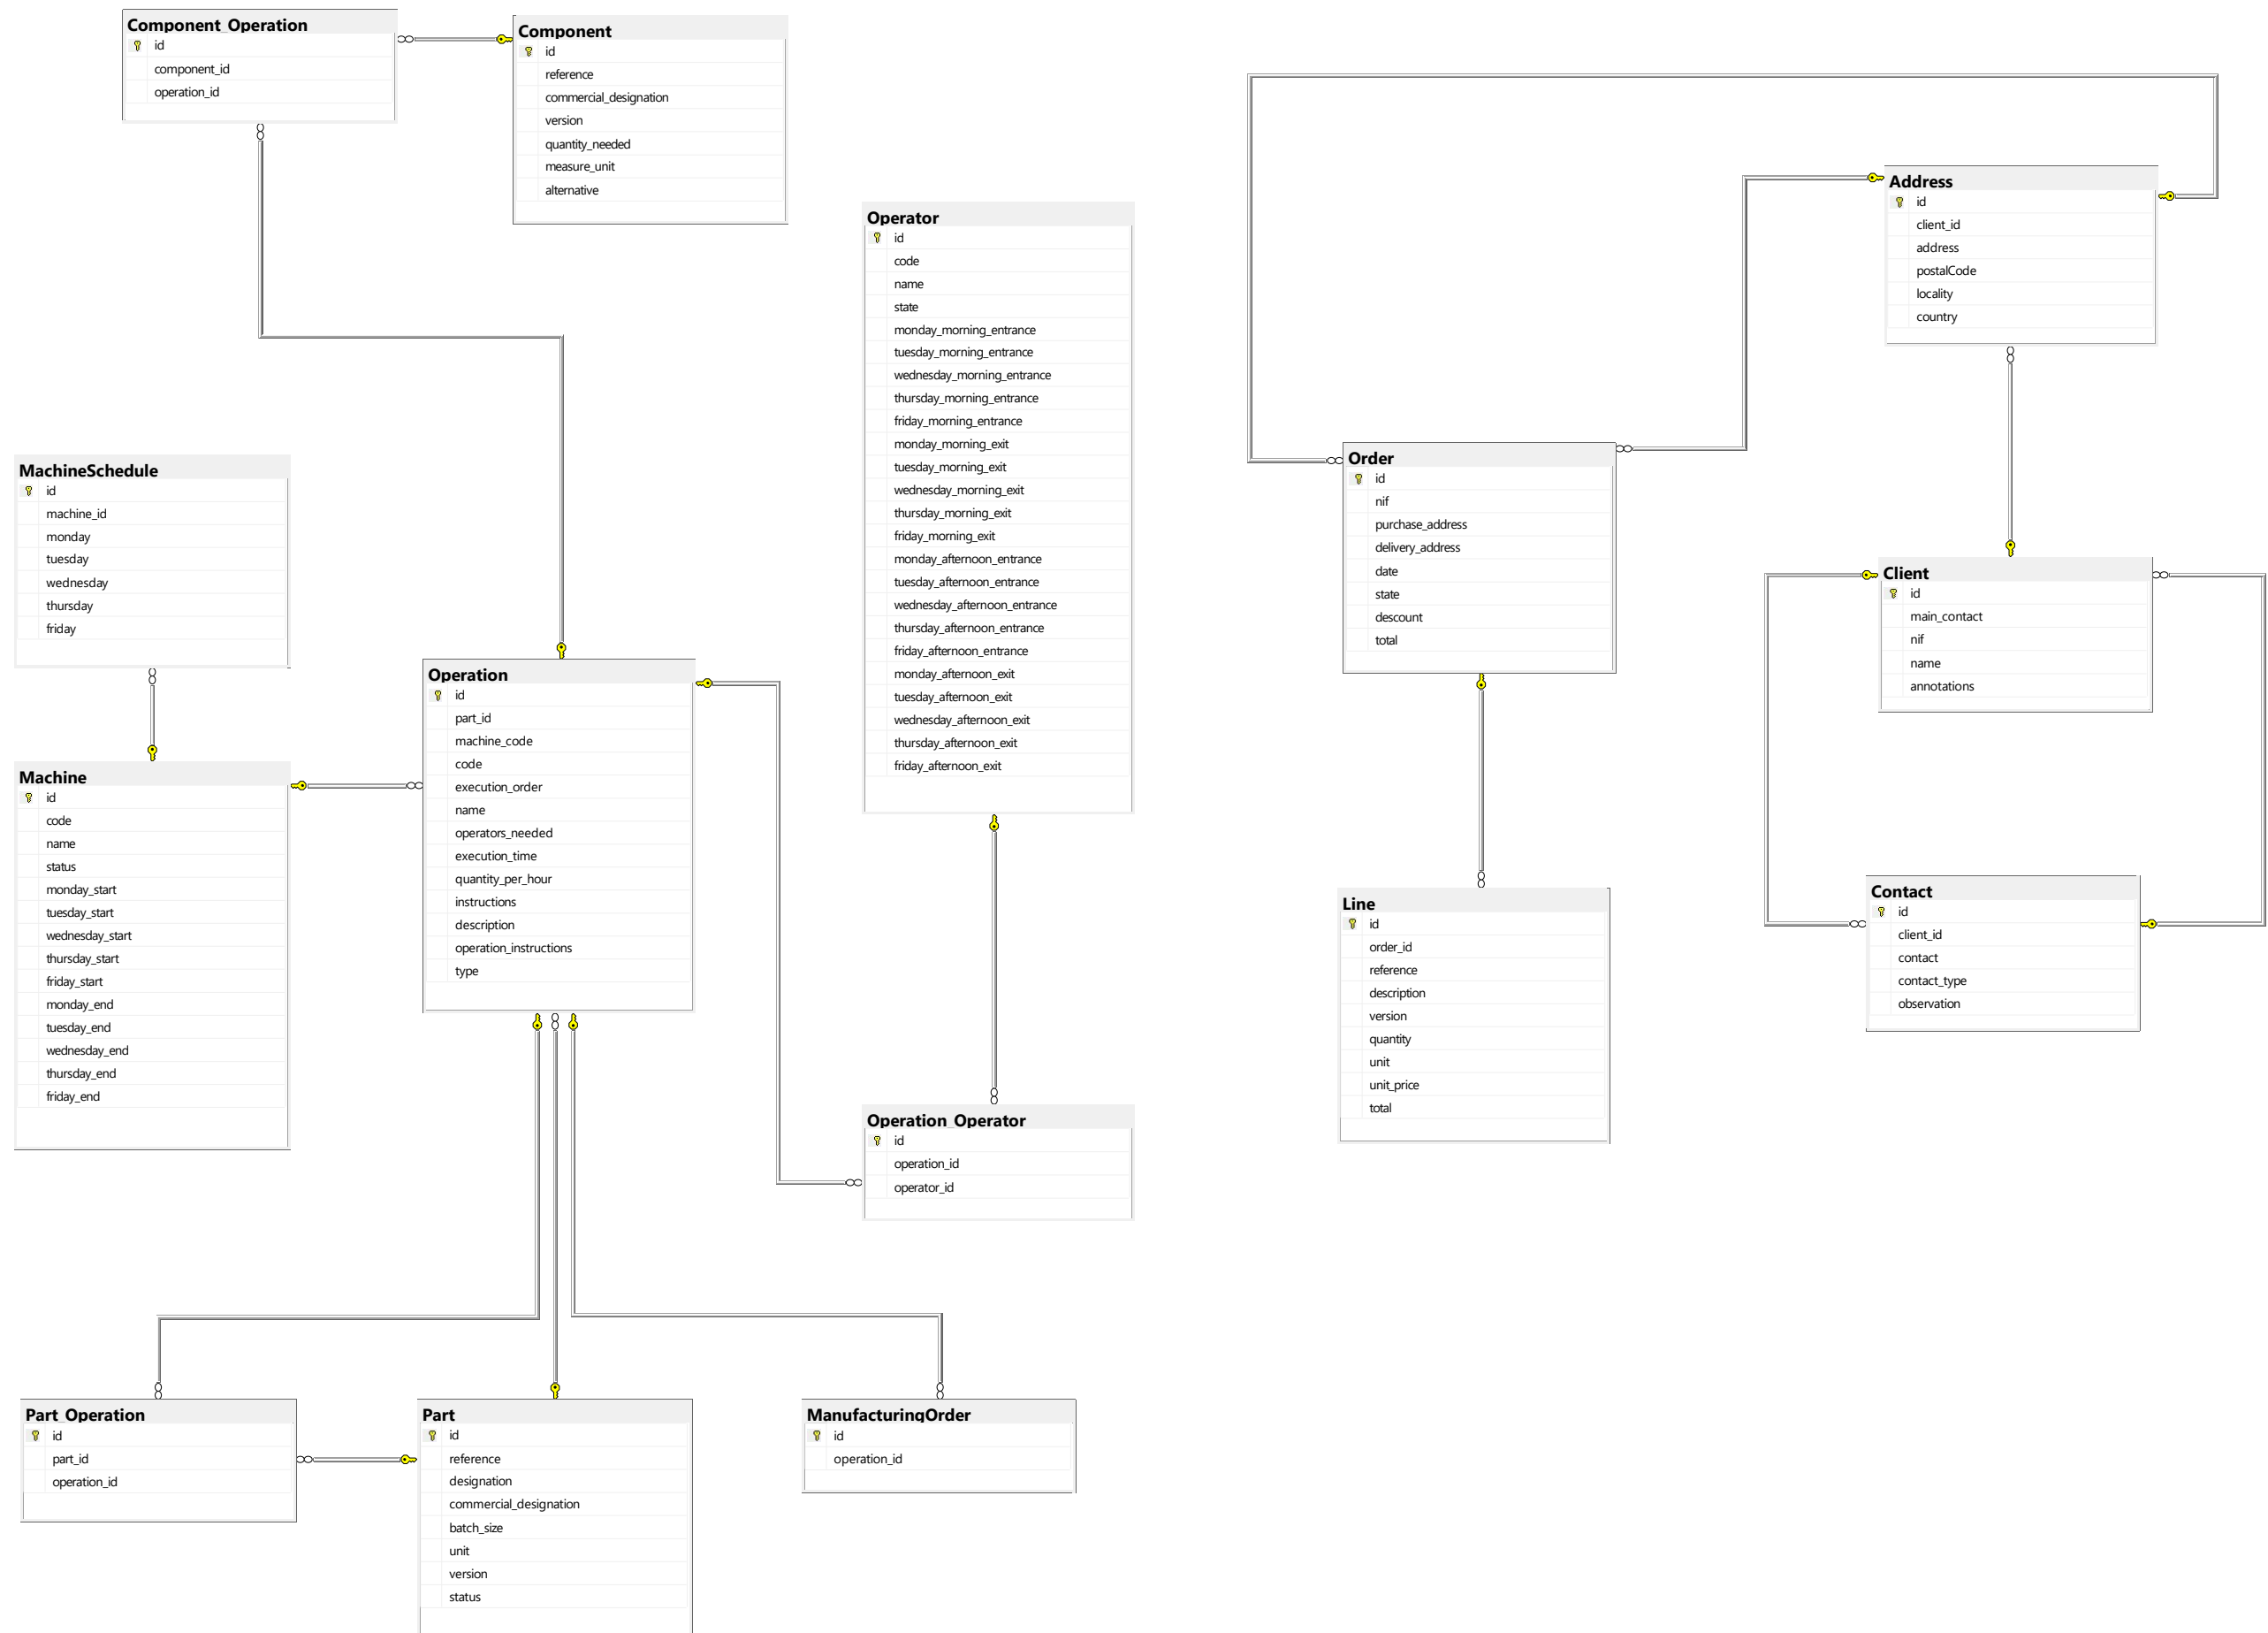 Component_Operation
id
component_id
operation_id
Component
id
reference
commercial_designation
version
quantity_needed
measure_unit
alternative
Operator
id
code
name
state
monday_morning_entrance
tuesday_morning_entrance
wednesday_morning_entrance
thursday_morning_entrance
friday_morning_entrance
monday_morning_exit
tuesday_morning_exit
wednesday_morning_exit
thursday_morning_exit
friday_morning_exit
monday_afternoon_entrance
tuesday_afternoon_entrance
wednesday_afternoon_entrance
thursday_afternoon_entrance
friday_afternoon_entrance
monday_afternoon_exit
tuesday_afternoon_exit
wednesday_afternoon_exit
thursday_afternoon_exit
friday_afternoon_exit
Address
id
client_id
address
postalCode
locality
country
Order
id
nif
purchase_address
delivery_address
date
state
descount
total
MachineSchedule
id
machine_id
monday
tuesday
wednesday
thursday
friday
Client
id
main_contact
nif
name
annotations
Operation
id
part_id
machine_code
code
execution_order
name
operators_needed
execution_time
quantity_per_hour
instructions
description
operation_instructions
type
Machine
id
code
name
status
monday_start
tuesday_start
wednesday_start
thursday_start
friday_start
monday_end
tuesday_end
wednesday_end
thursday_end
friday_end
Line
id
order_id
reference
description
version
quantity
unit
unit_price
total
Contact
id
client_id
contact
contact_type
observation
Operation_Operator
id
operation_id
operator_id
Part_Operation
id
part_id
operation_id
Part
id
reference
designation
commercial_designation
batch_size
unit
version
status
ManufacturingOrder
id
operation_id